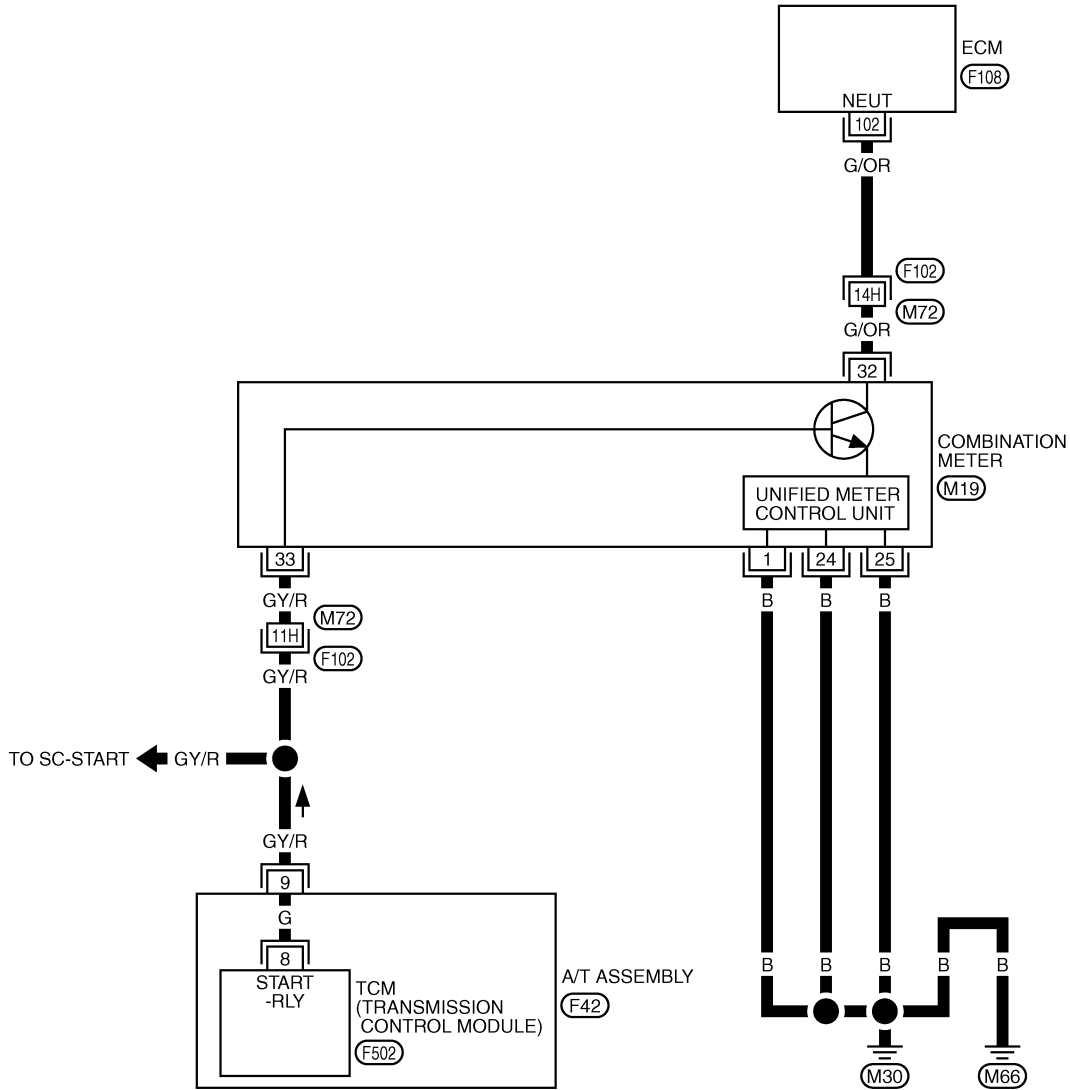 ECM
F108
NEUT
102
G/OR
F102
14H
M72
G/OR
32
COMBINATION
METER
M19
UNIFIED METER
CONTROL UNIT
33
1
24
25
GY/R
B
B
B
M72
11H
F102
GY/R
TO SC-START
GY/R
GY/R
9
G
8
START
-RLY
TCM
(TRANSMISSION
CONTROL MODULE)
F502
A/T ASSEMBLY
F42
B
B
B
B
B
M30
M66